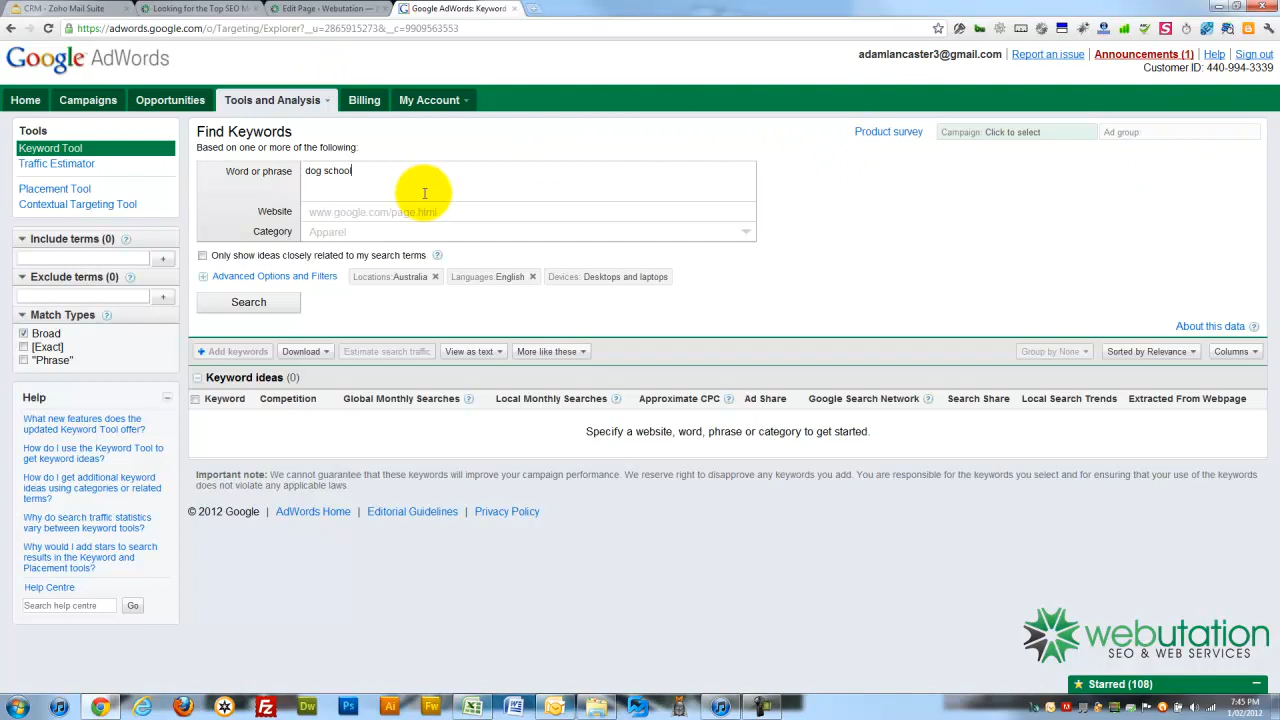 CRM - Zoho Mail Suite
Looking for the Top SEO M
Edit Page ‹ Webutation —
Google AdWords: Keyword
https://adwords.google.com/o/Targeting/Explorer?__u=2865915273&__c=9909563553
Google AdWords
adamlancaster3@gmail.com | Report an issue | Announcements (1) | Help | Sign out
Customer ID: 440-994-3339
Home Campaigns Opportunities Tools and Analysis Billing My Account
Tools
Keyword Tool
Traffic Estimator
Placement Tool
Contextual Targeting Tool
Include terms (0) ?
+
Exclude terms (0) ?
+
Match Types ?
Broad
[Exact]
"Phrase"
Help
What new features does the
updated Keyword Tool offer?
How do I use the Keyword Tool to
get keyword ideas?
How do I get additional keyword
ideas using categories or related
terms?
Why do search traffic statistics
vary between keyword tools?
Why would I add stars to search
results in the Keyword and
Placement tools?
Help Centre
Search help centre Go
Find Keywords
Based on one or more of the following:
Product survey
Campaign: Click to select
Ad group:
Word or phrase dog school
Website www.google.com/page.html
Category Apparel
Only show ideas closely related to my search terms ?
Advanced Options and Filters Locations: Australia × Languages: English × Devices: Desktops and laptops
Search
About this data ?
+ Add keywords Download Estimate search traffic View as text More like these Group by None Sorted by Relevance Columns
Keyword ideas (0)
Keyword Competition Global Monthly Searches ? Local Monthly Searches ? Approximate CPC ? Ad Share Google Search Network ? Search Share Local Search Trends Extracted From Webpage
Specify a website, word, phrase or category to get started.
Important note: We cannot guarantee that these keywords will improve your campaign performance. We reserve right to disapprove any keywords you add. You are responsible for the keywords you select and for ensuring that your use of the keywords
does not violate any applicable laws.
© 2012 Google | AdWords Home | Editorial Guidelines | Privacy Policy
webutation
SEO & WEB SERVICES
Starred (108)
Fz Dw Ps Ai Fw
7:45 PM
1/02/2012